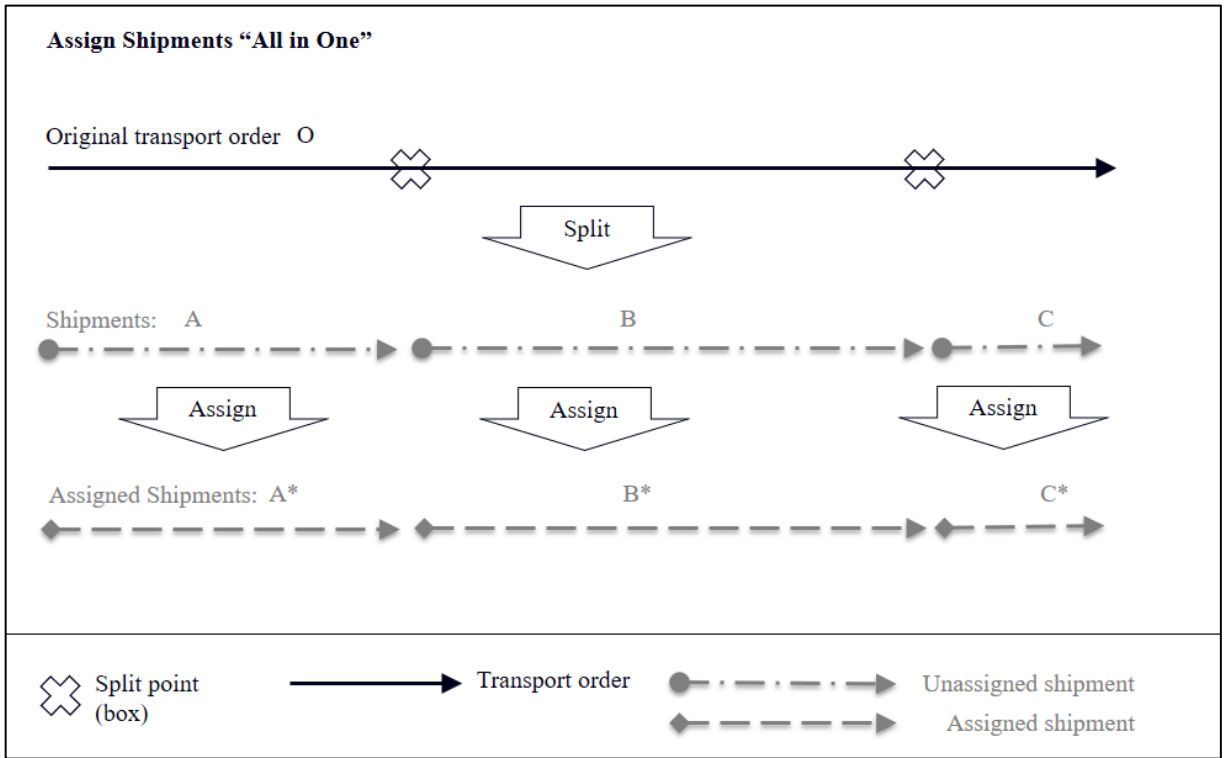 Assign Shipments “All in One”
Original transport order O
Split
Shipments: A B C
Assign Assign Assign
Assigned Shipments: A* B* C*
Split point
(box)
Transport order
Unassigned shipment
Assigned shipment